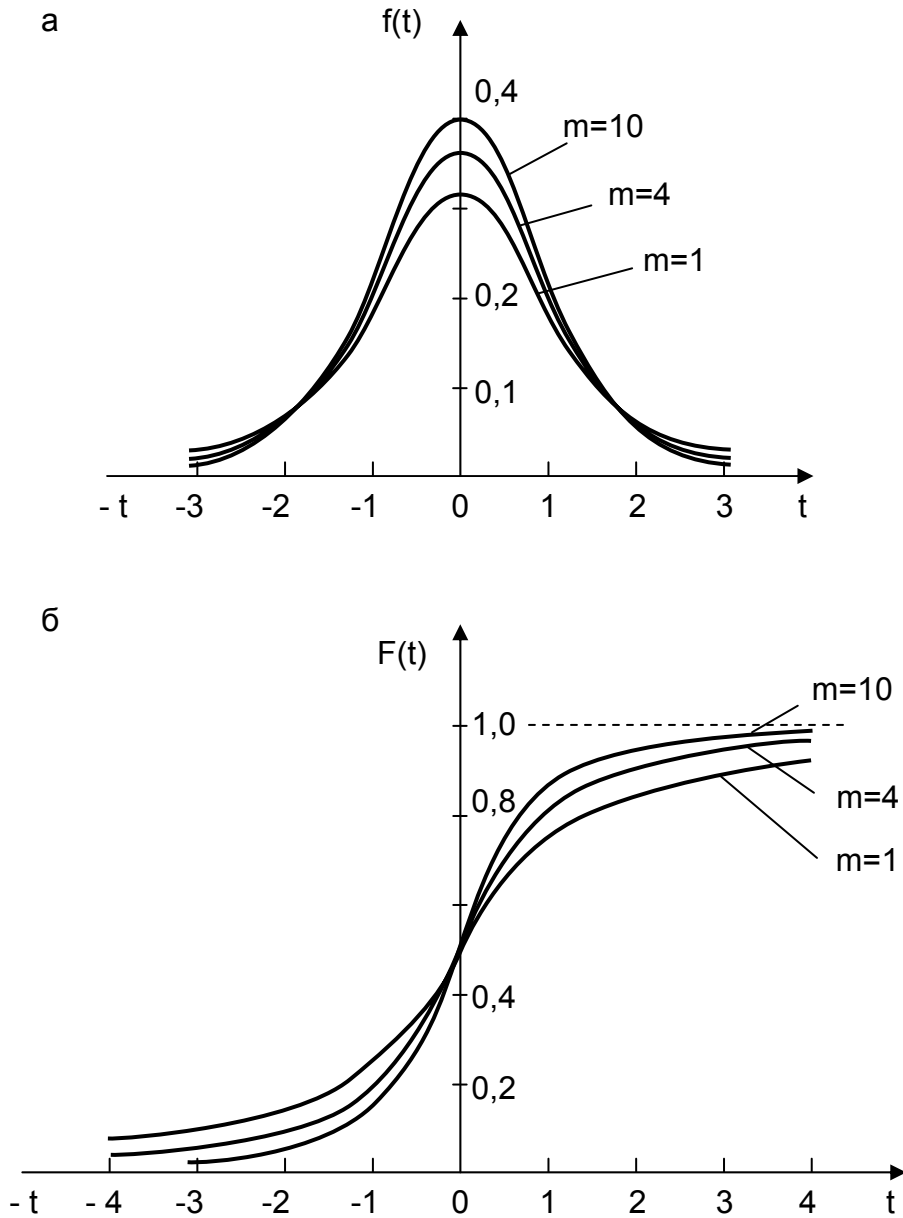 а
f(t)
0,4
m=10
m=4
m=1
0,2
0,1
- t -3 -2 -1 0 1 2 3 t
б
F(t)
m=10
1,0
0,8
m=4
m=1
0,4
0,2
- t - 4 -3 -2 -1 0 1 2 3 4 t